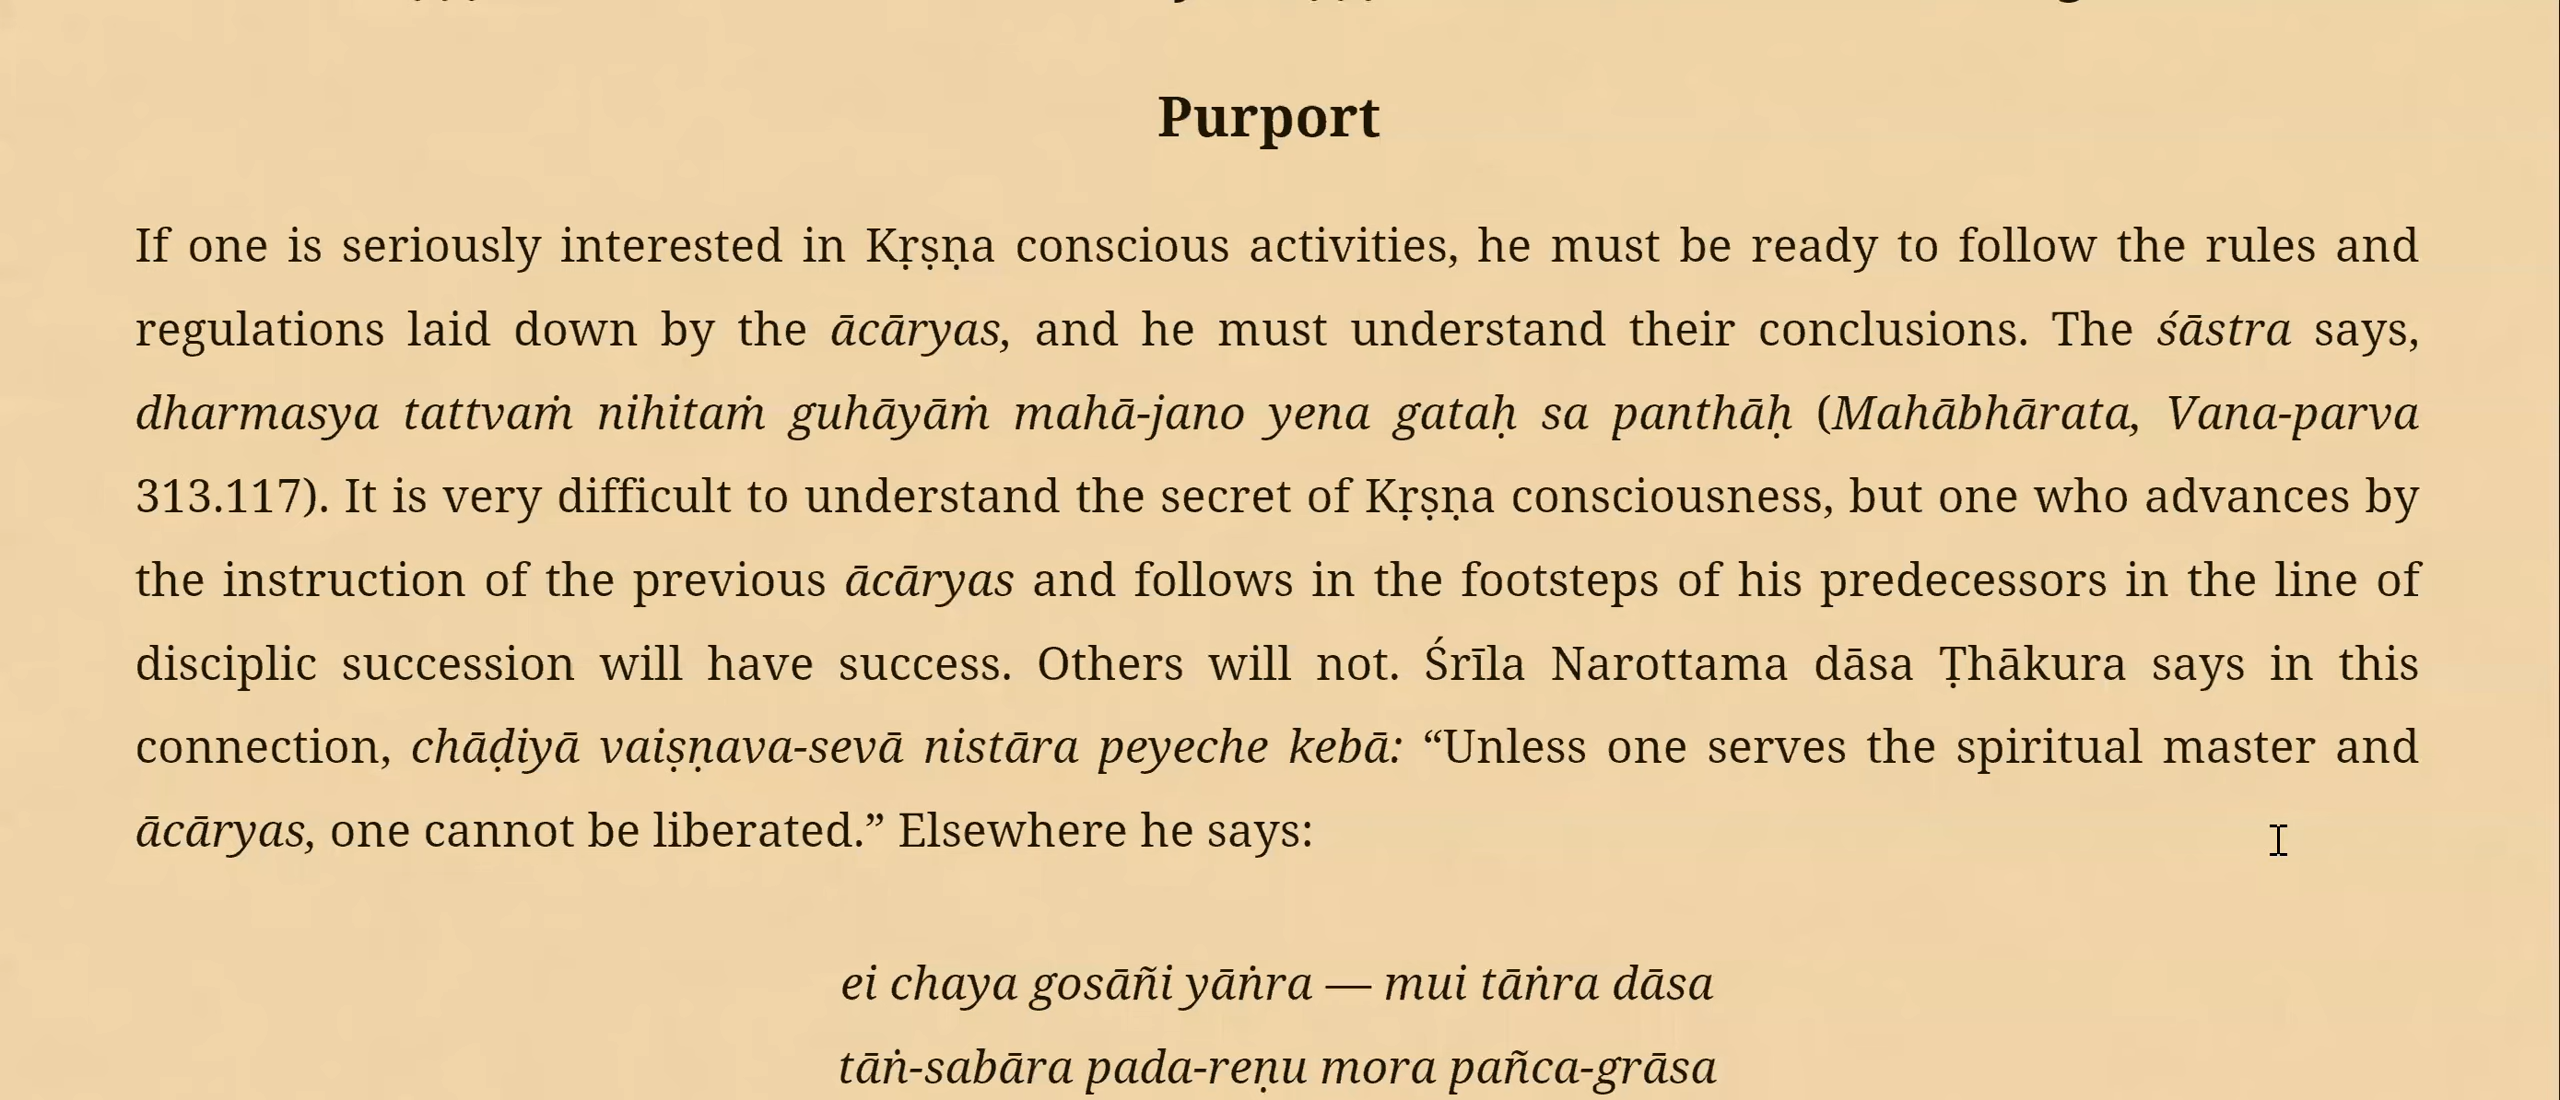 Purport
If one is seriously interested in Kṛṣṇa conscious activities, he must be ready to follow the rules and
regulations laid down by the ācāryas, and he must understand their conclusions. The śāstra says,
dharmasya tattvaṁ nihitaṁ guhāyāṁ mahā-jano yena gataḥ sa panthāḥ (Mahābhārata, Vana-parva
313.117). It is very difficult to understand the secret of Kṛṣṇa consciousness, but one who advances by
the instruction of the previous ācāryas and follows in the footsteps of his predecessors in the line of
disciplic succession will have success. Others will not. Śrīla Narottama dāsa Ṭhākura says in this
connection, chāḍiyā vaiṣṇava-sevā nistāra peyeche kebā: “Unless one serves the spiritual master and
ācāryas, one cannot be liberated.” Elsewhere he says:
ei chaya gosāñi yāṅra — mui tāṅra dāsa
tāṅ-sabāra pada-reṇu mora pañca-grāsa